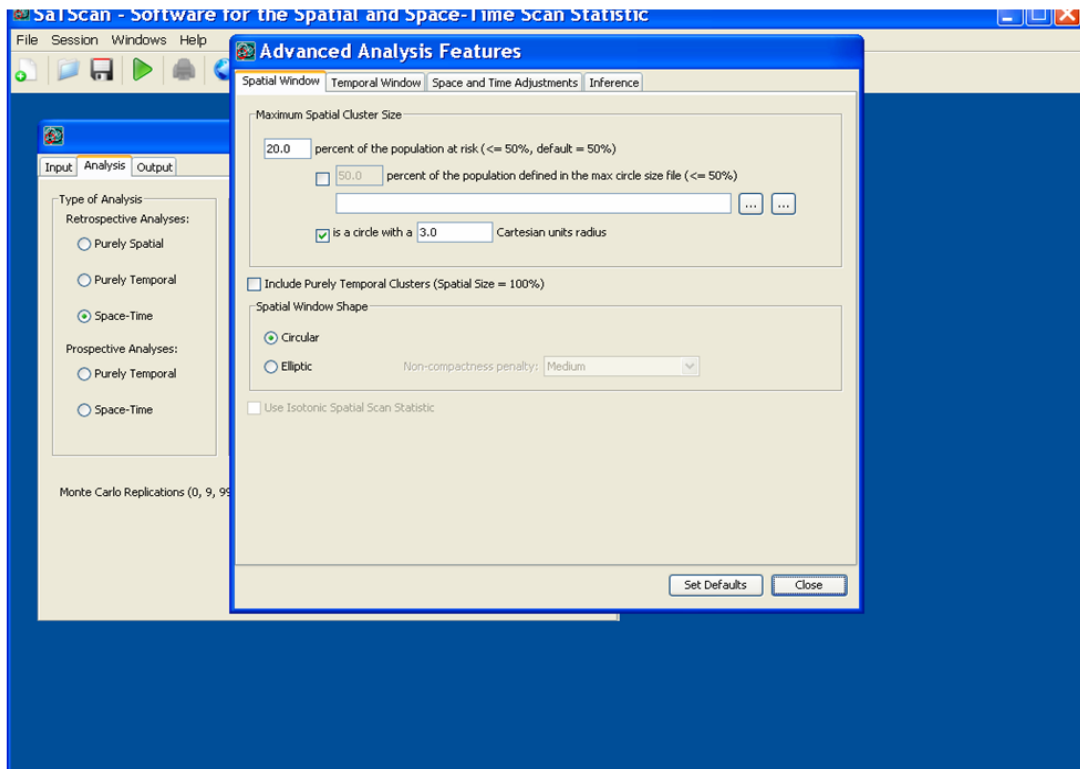 SaTScan - Software for the Spatial and Space-Time Scan Statistic
File Session Windows Help
Advanced Analysis Features
Spatial Window Temporal Window Space and Time Adjustments Inference
Maximum Spatial Cluster Size
20.0 percent of the population at risk (<= 50%, default = 50%)
50.0 percent of the population defined in the max circle size file (<= 50%)
... ...
is a circle with a 3.0 Cartesian units radius
Include Purely Temporal Clusters (Spatial Size = 100%)
Spatial Window Shape
Circular
Elliptic Non-compactness penalty: Medium
Use Isotonic Spatial Scan Statistic
Set Defaults Close
Input Analysis Output
Type of Analysis
Retrospective Analyses:
Purely Spatial
Purely Temporal
Space-Time
Prospective Analyses:
Purely Temporal
Space-Time
Monte Carlo Replications (0, 9, 99